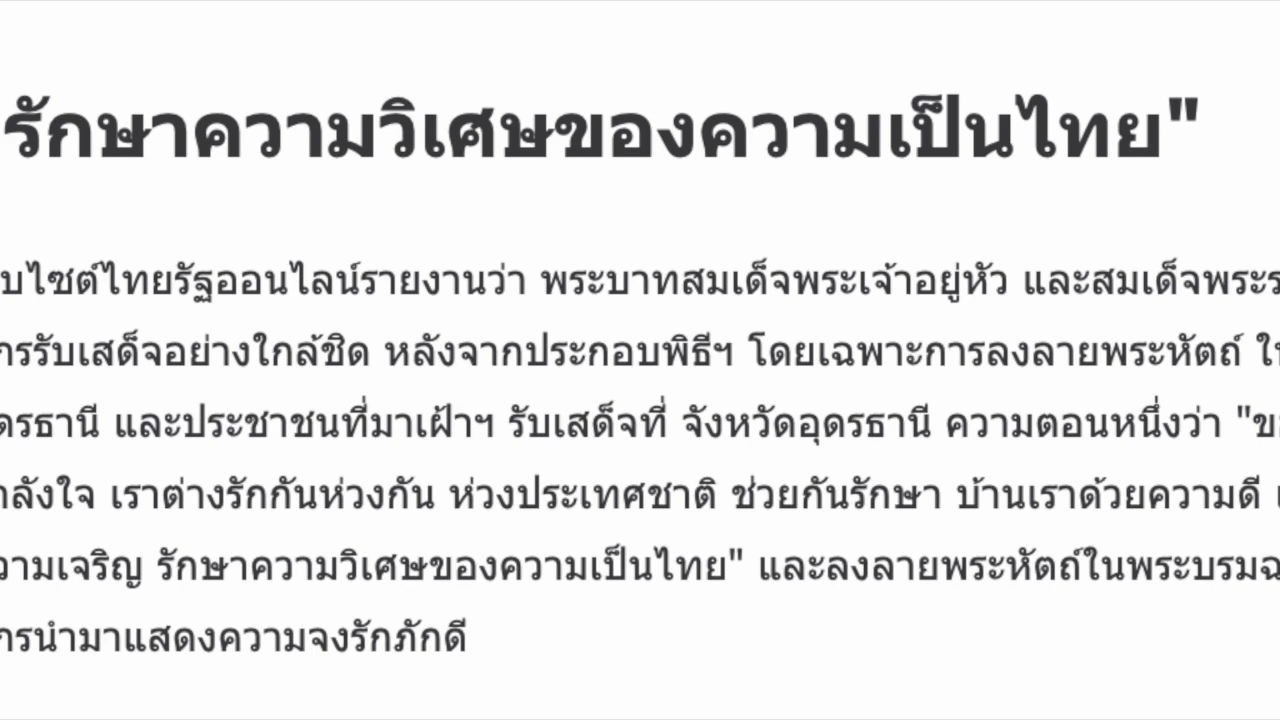 รักษาความวิเศษของความเป็นไทย"
บไซต์ไทยรัฐออนไลน์รายงานว่า พระบาทสมเด็จพระเจ้าอยู่หัว และสมเด็จพระร
กรรับเสด็จอย่างใกล้ชิด หลังจากประกอบพิธีฯ โดยเฉพาะการลงลายพระหัตถ์ ใน
ดรธานี และประชาชนที่มาเฝ้าฯ รับเสด็จที่ จังหวัดอุดรธานี ความตอนหนึ่งว่า "ขอ
าลังใจ เราต่างรักกันห่วงกัน ห่วงประเทศชาติ ช่วยกันรักษา บ้านเราด้วยความดี เ
วามเจริญ รักษาความวิเศษของความเป็นไทย" และลงลายพระหัตถ์ในพระบรมฉ
กรนำมาแสดงความจงรักภักดี